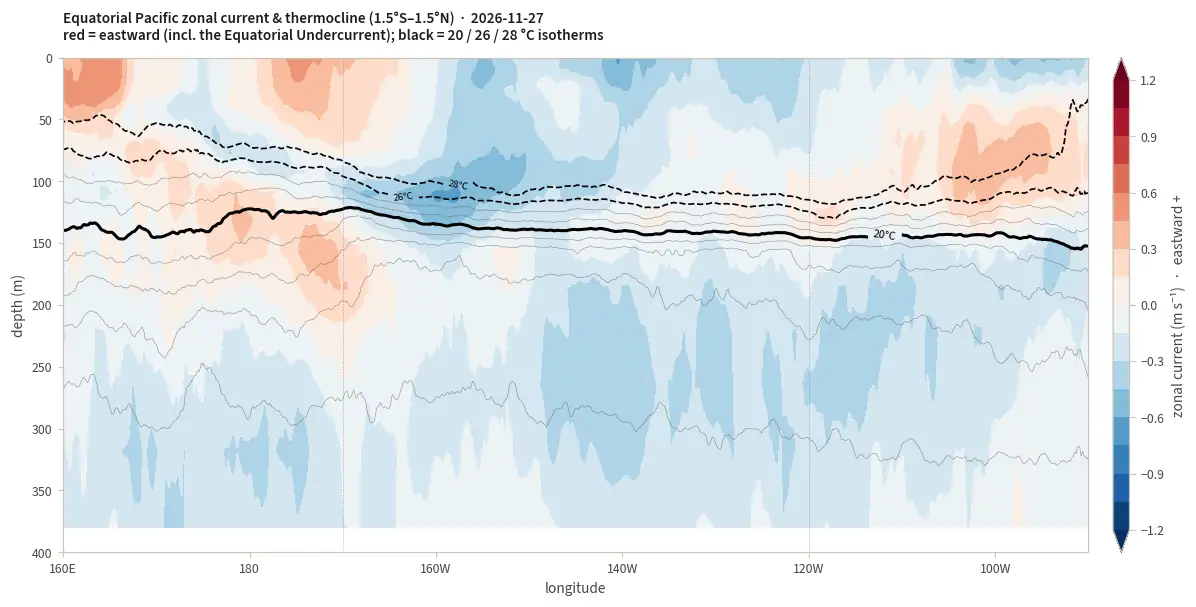 Equatorial Pacific zonal current & thermocline (1.5°S–1.5°N) · 2026-11-27
red = eastward (incl. the Equatorial Undercurrent); black = 20 / 26 / 28 °C isotherms
0
50
100
150
200
250
300
350
400
depth (m)
28°C
26°C
20°C
160E
180
160W
140W
120W
100W
longitude
1.2
0.9
0.6
0.3
0.0
−0.3
−0.6
−0.9
−1.2
zonal current (m s⁻¹) · eastward +